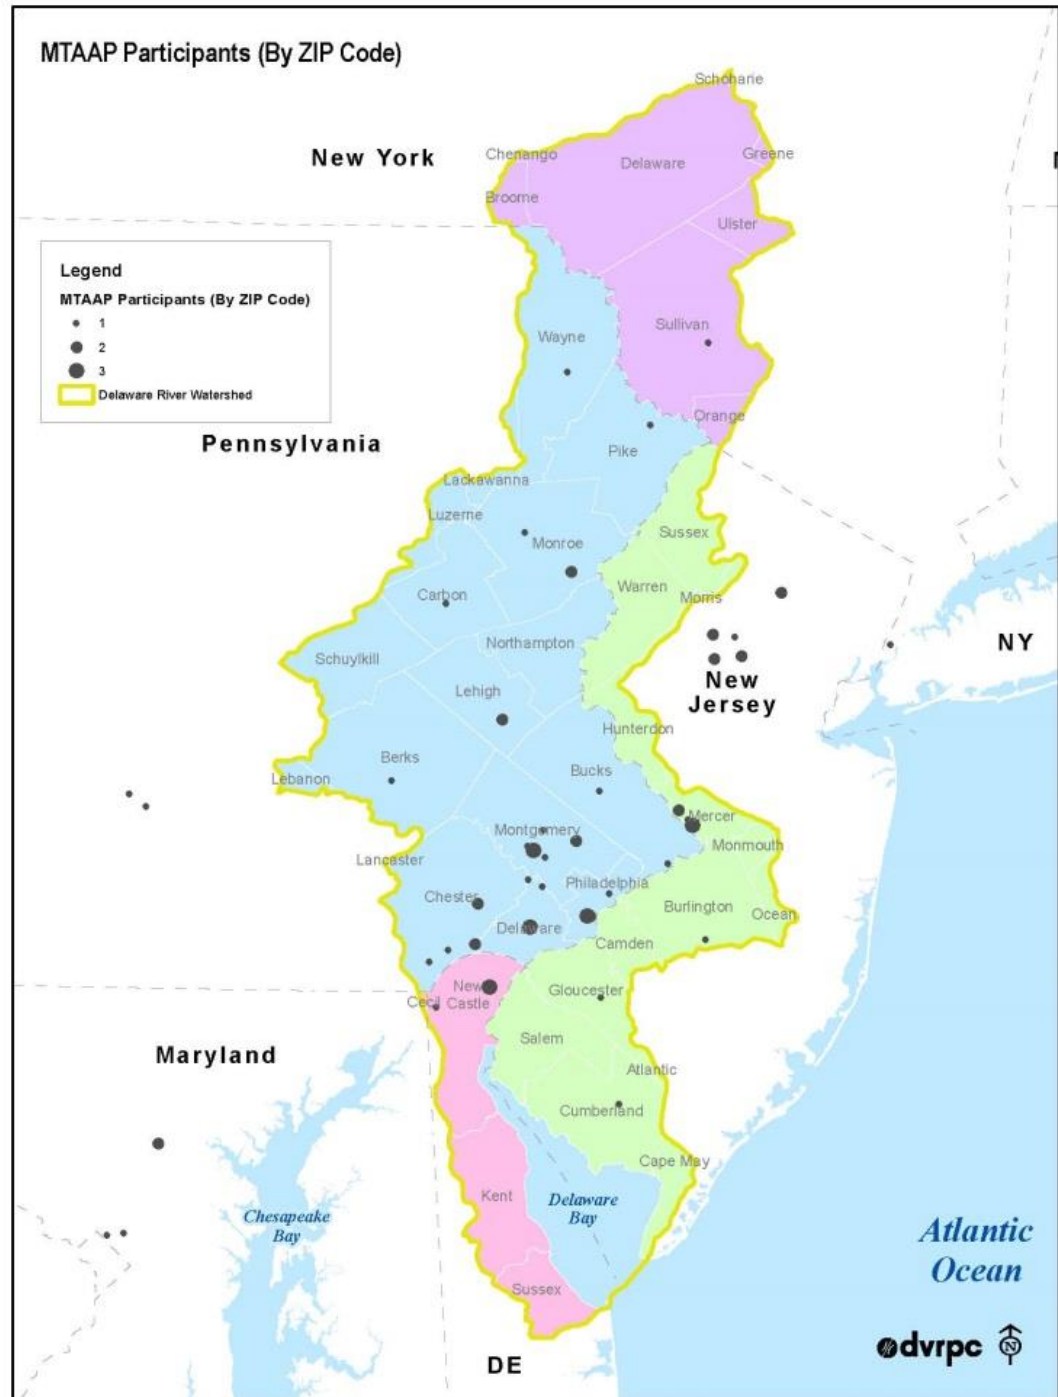 MTAAP Participants (By ZIP Code)
Schoharie
New York
Chenango
Delaware
Greene
Broome
Ulster
Legend
MTAAP Participants (By ZIP Code)
1
2
3
Delaware River Watershed
Wayne
Sullivan
Orange
Pennsylvania
Pike
Lackawanna
Luzerne
Sussex
Monroe
Warren
Carbon
Morris
Northampton
NY
Schuylkill
New
Jersey
Lehigh
Hunterdon
Berks
Bucks
Lebanon
Mercer
Montgomery
Monmouth
Lancaster
Philadelphia
Chester
Burlington
Ocean
Delaware
Camden
New
Castle
Gloucester
Cecil
Salem
Maryland
Atlantic
Cumberland
Cape May
Kent
Delaware
Bay
Chesapeake
Bay
Atlantic
Ocean
Sussex
dvrpc
N
DE